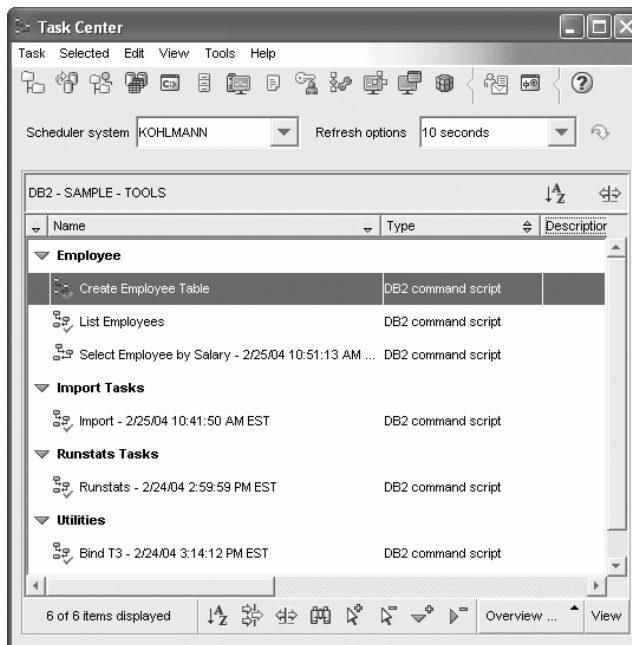 Task Center
Task Selected Edit View Tools Help
Scheduler system KOHLMANN Refresh options 10 seconds
DB2 - SAMPLE - TOOLS
Name Type Description
Employee
Create Employee Table DB2 command script
List Employees DB2 command script
Select Employee by Salary - 2/25/04 10:51:13 AM ... DB2 command script
Import Tasks
Import - 2/25/04 10:41:50 AM EST DB2 command script
Runstats Tasks
Runstats - 2/24/04 2:59:59 PM EST DB2 command script
Utilities
Bind T3 - 2/24/04 3:14:12 PM EST DB2 command script
6 of 6 items displayed Overview ... View